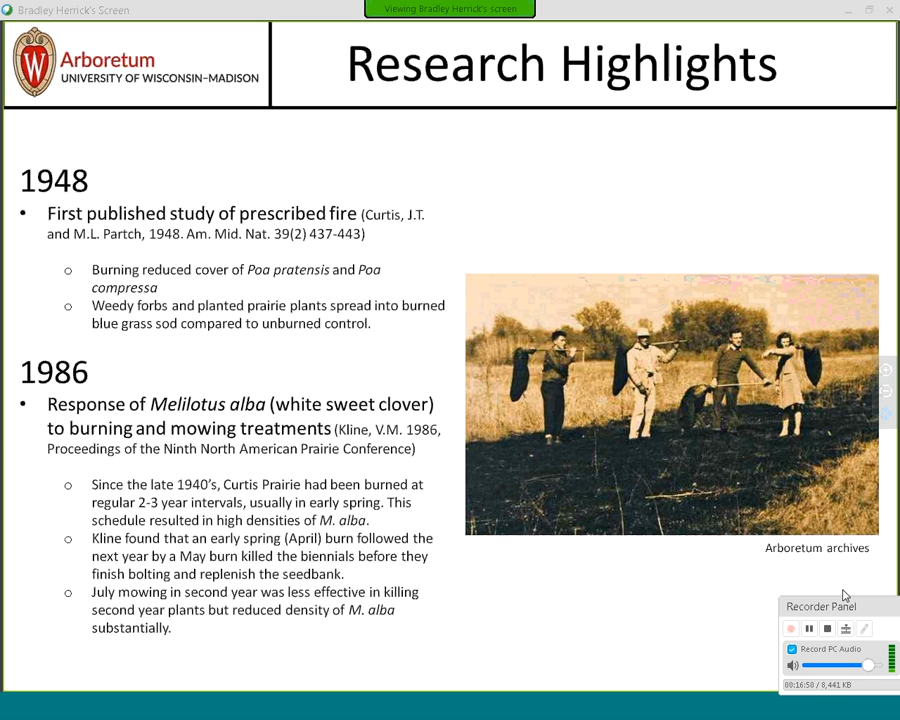 Bradley Herrick's Screen
Viewing Bradley Herrick's screen
W
Arboretum
UNIVERSITY OF WISCONSIN–MADISON
Research Highlights
1948
• First published study of prescribed fire (Curtis, J.T.
and M.L. Partch, 1948. Am. Mid. Nat. 39(2) 437-443)
o Burning reduced cover of Poa pratensis and Poa
compressa
o Weedy forbs and planted prairie plants spread into burned
blue grass sod compared to unburned control.
1986
• Response of Melilotus alba (white sweet clover)
to burning and mowing treatments (Kline, V.M. 1986,
Proceedings of the Ninth North American Prairie Conference)
o Since the late 1940's, Curtis Prairie had been burned at
regular 2-3 year intervals, usually in early spring. This
schedule resulted in high densities of M. alba.
o Kline found that an early spring (April) burn followed the
next year by a May burn killed the biennials before they
finish bolting and replenish the seedbank.
o July mowing in second year was less effective in killing
second year plants but reduced density of M. alba
substantially.
Arboretum archives
Recorder Panel
Record PC Audio
00:16:50 / 8,441 KB